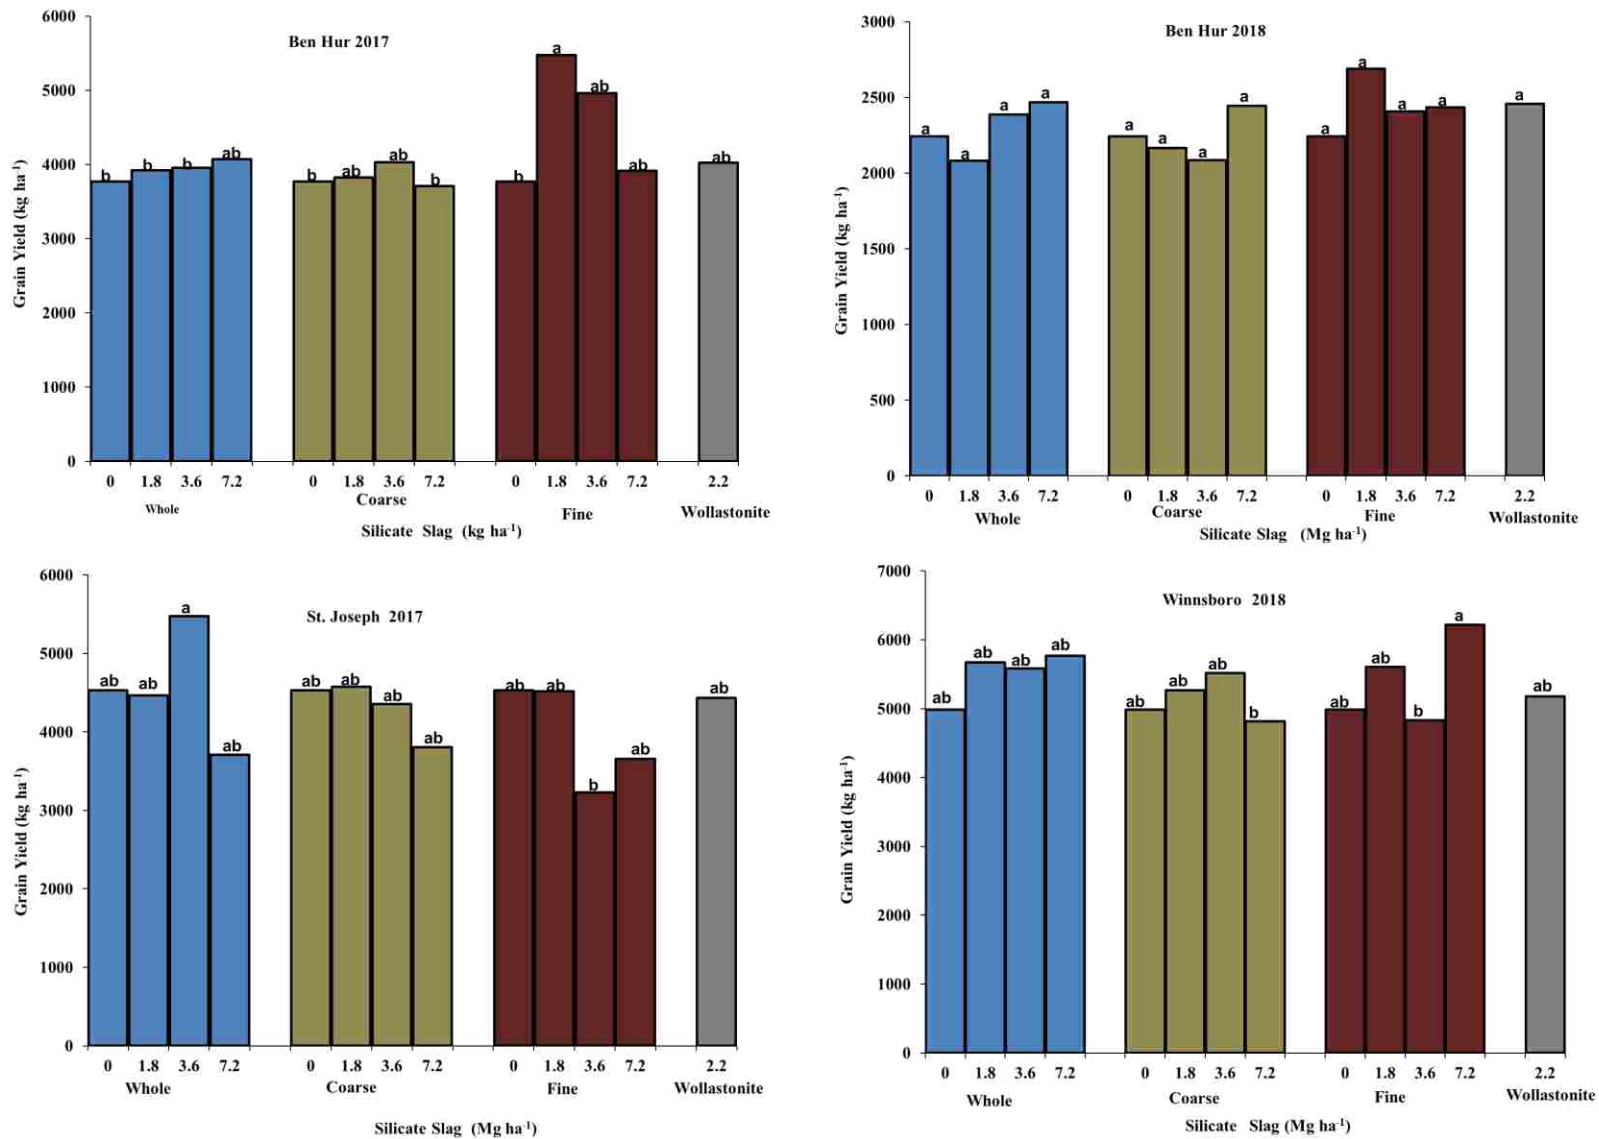 Ben Hur 2017
Grain Yield (kg ha-1)
6000
5000
4000
3000
2000
1000
0
b b b ab
b ab ab b
b a ab ab
ab
0 1.8 3.6 7.2
0 1.8 3.6 7.2
0 1.8 3.6 7.2
2.2
Whole
Coarse
Fine
Wollastonite
Silicate Slag (kg ha-1)
Ben Hur 2018
Grain Yield (kg ha-1)
3000
2500
2000
1500
1000
500
0
a a a a
a a a a
a a a a
a
0 1.8 3.6 7.2
0 1.8 3.6 7.2
0 1.8 3.6 7.2
2.2
Whole
Coarse
Fine
Wollastonite
Silicate Slag (Mg ha-1)
St. Joseph 2017
Grain Yield (kg ha-1)
6000
5000
4000
3000
2000
1000
0
ab ab a ab
ab ab ab ab
ab ab b ab
ab
0 1.8 3.6 7.2
0 1.8 3.6 7.2
0 1.8 3.6 7.2
2.2
Whole
Coarse
Fine
Wollastonite
Silicate Slag (Mg ha-1)
Winnsboro 2018
Grain Yield (kg ha-1)
7000
6000
5000
4000
3000
2000
1000
0
ab ab ab ab
ab ab ab b
ab ab b a
ab
0 1.8 3.6 7.2
0 1.8 3.6 7.2
0 1.8 3.6 7.2
2.2
Whole
Coarse
Fine
Wollastonite
Silicate Slag (Mg ha-1)